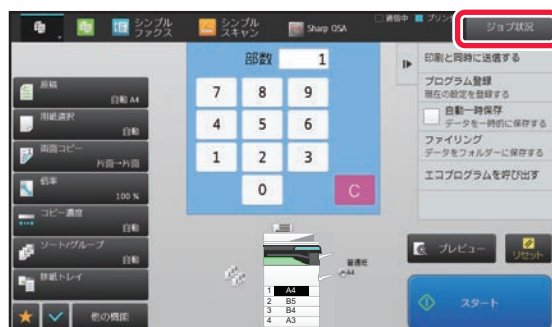 シンプル
ファクス
シンプル
スキャン
Sharp OSA
通信中
プリント
ジョブ状況
部数
1
原稿
自動 A4
用紙選択
自動
両面コピー
片面→片面
倍率
100 %
コピー濃度
自動
ソート/グループ
自動
排紙トレイ
他の機能
7
8
9
4
5
6
1
2
3
0
C
普通紙
A4
1 A4
2 B5
3 B4
4 A3
印刷と同時に送信する
プログラム登録
現在の設定を登録する
自動一時保存
データを一時的に保存する
ファイリング
データをフォルダーに保存する
エコプログラムを呼び出す
プレビュー
リセット
スタート